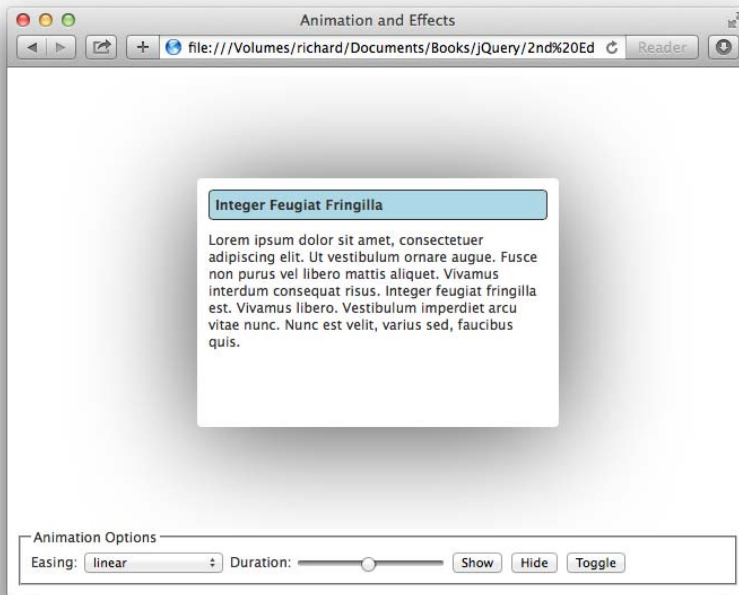 Animation and Effects
file:///Volumes/richard/Documents/Books/jQuery/2nd%20Ed
Reader
Integer Feugiat Fringilla
Lorem ipsum dolor sit amet, consectetuer
adipiscing elit. Ut vestibulum ornare augue. Fusce
non purus vel libero mattis aliquet. Vivamus
interdum consequat risus. Integer feugiat fringilla
est. Vivamus libero. Vestibulum imperdiet arcu
vitae nunc. Nunc est velit, varius sed, faucibus
quis.
Animation Options
Easing: linear Duration: Show Hide Toggle